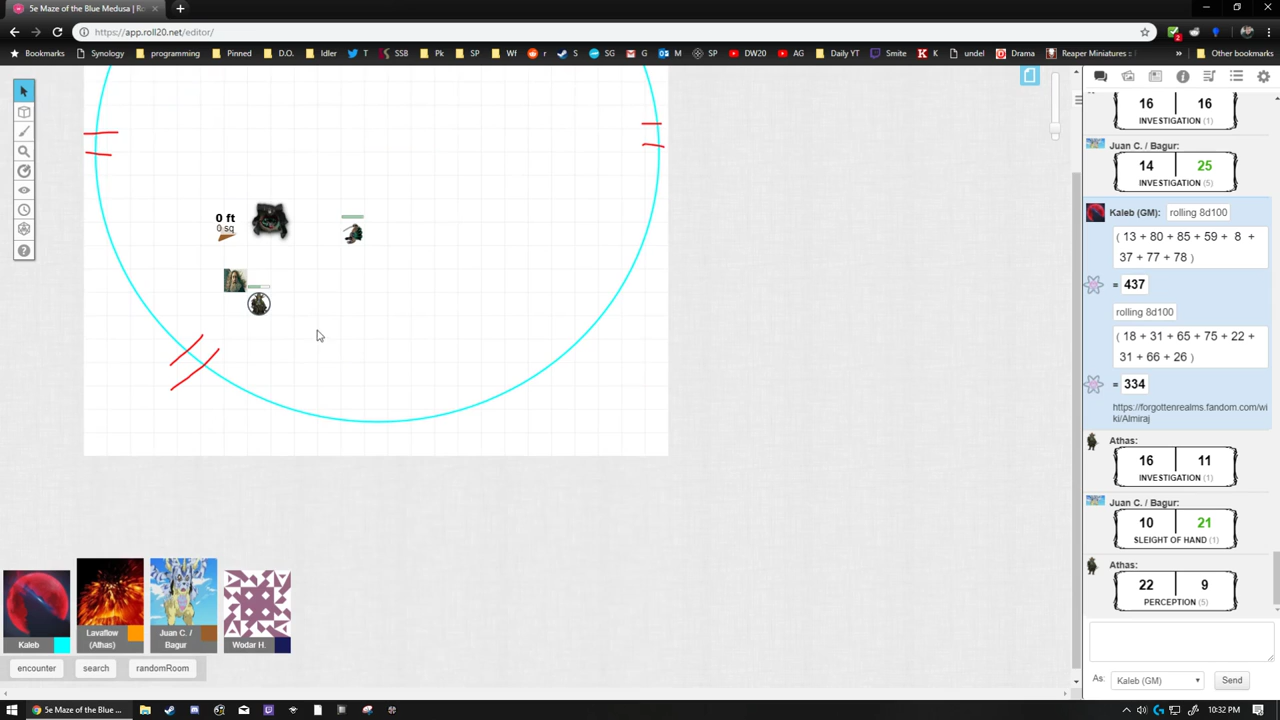 5e Maze of the Blue Medusa | Ro
https://app.roll20.net/editor/
Bookmarks Synology programming Pinned D.O. Idler T SSB Pk SP Wf r S SG G M SP DW20 AG Daily YT Smite K undel Drama Reaper Miniatures :: » Other bookmarks
0 ft
0 sq
16 16
INVESTIGATION (1)
Juan C. / Bagur:
14 25
INVESTIGATION (5)
Kaleb (GM): rolling 8d100
( 13 + 80 + 85 + 59 + 8 +
37 + 77 + 78 )
= 437
rolling 8d100
( 18 + 31 + 65 + 75 + 22 +
31 + 66 + 26 )
= 334
https://forgottenrealms.fandom.com/wi
ki/Almiraj
Athas:
16 11
INVESTIGATION (1)
Juan C. / Bagur:
10 21
SLEIGHT OF HAND (1)
Athas:
22 9
PERCEPTION (5)
Kaleb
Lavaflow
(Athas)
Juan C. /
Bagur
Wodar H.
encounter search randomRoom
As: Kaleb (GM) Send
5e Maze of the Blue ...
10:32 PM